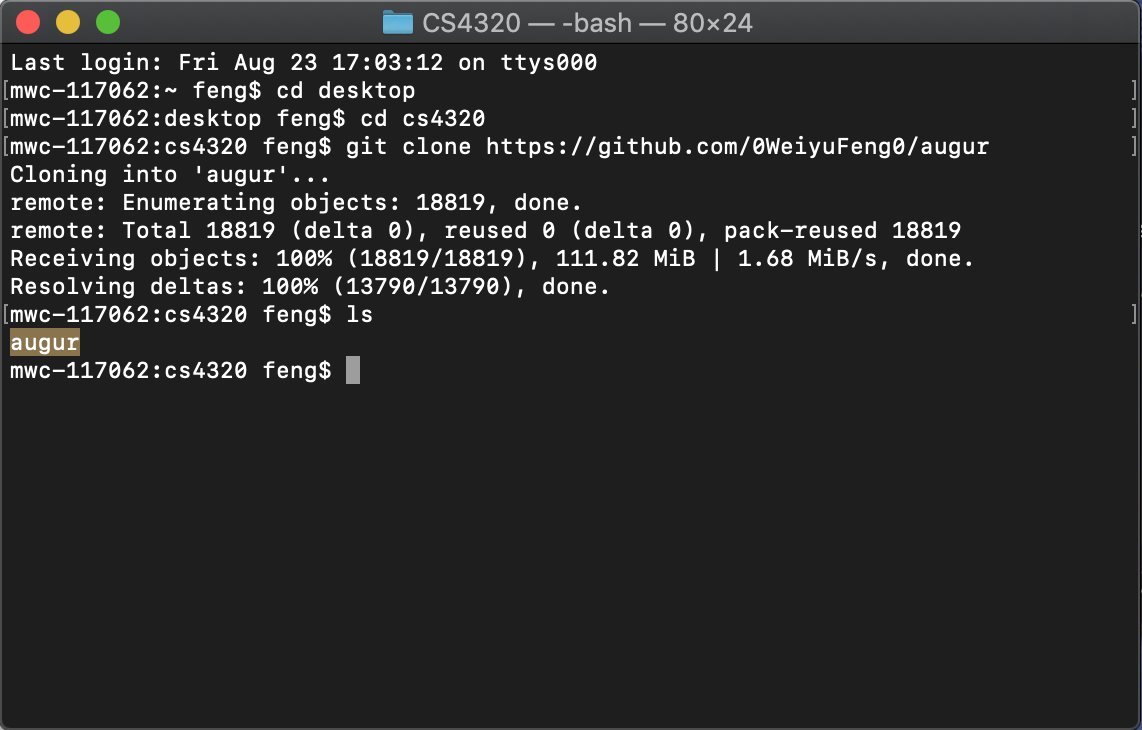 CS4320 — -bash — 80×24
Last login: Fri Aug 23 17:03:12 on ttys000
[mwc-117062:~ feng$ cd desktop ]
[mwc-117062:desktop feng$ cd cs4320 ]
[mwc-117062:cs4320 feng$ git clone https://github.com/0WeiyuFeng0/augur ]
Cloning into 'augur'...
remote: Enumerating objects: 18819, done.
remote: Total 18819 (delta 0), reused 0 (delta 0), pack-reused 18819
Receiving objects: 100% (18819/18819), 111.82 MiB | 1.68 MiB/s, done.
Resolving deltas: 100% (13790/13790), done.
[mwc-117062:cs4320 feng$ ls ]
augur
mwc-117062:cs4320 feng$